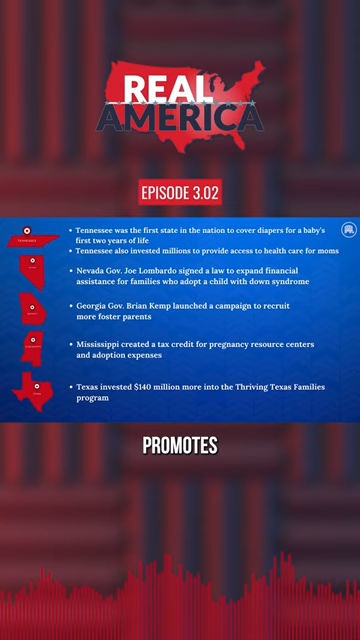 REAL
AMERICA
EPISODE 3.02
• Tennessee was the first state in the nation to cover diapers for a baby's
first two years of life
• Tennessee also invested millions to provide access to health care for moms
• Nevada Gov. Joe Lombardo signed a law to expand financial
assistance for families who adopt a child with down syndrome
• Georgia Gov. Brian Kemp launched a campaign to recruit
more foster parents
• Mississippi created a tax credit for pregnancy resource centers
and adoption expenses
• Texas invested $140 million more into the Thriving Texas Families
program
PROMOTES